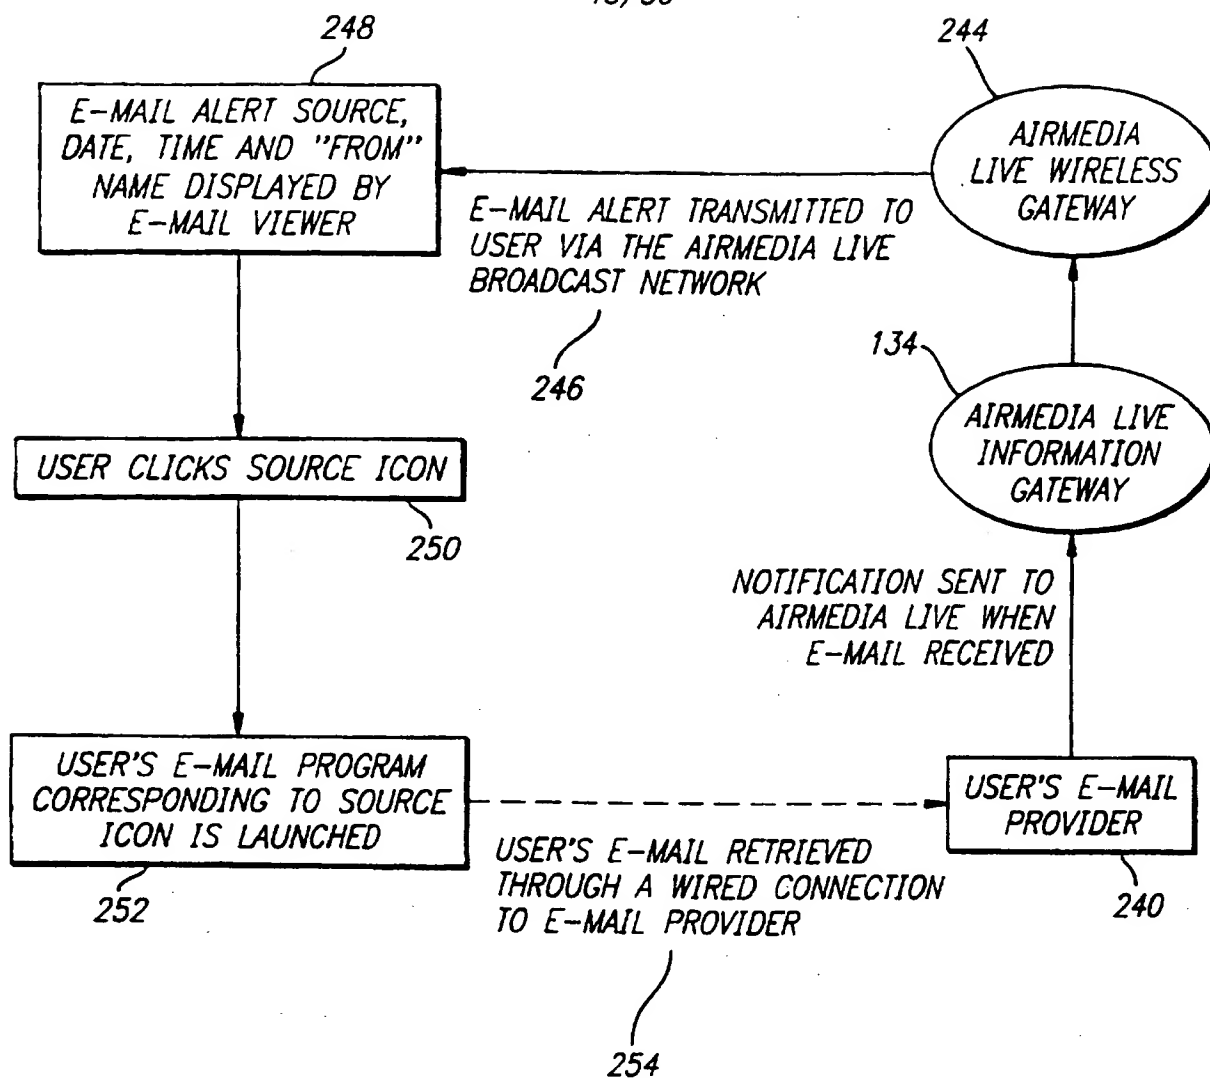 248
244
E-MAIL ALERT SOURCE,
DATE, TIME AND "FROM"
NAME DISPLAYED BY
E-MAIL VIEWER
AIRMEDIA
LIVE WIRELESS
GATEWAY
E-MAIL ALERT TRANSMITTED TO
USER VIA THE AIRMEDIA LIVE
BROADCAST NETWORK
246
134
AIRMEDIA LIVE
INFORMATION
GATEWAY
USER CLICKS SOURCE ICON
250
NOTIFICATION SENT TO
AIRMEDIA LIVE WHEN
E-MAIL RECEIVED
USER'S E-MAIL PROGRAM
CORRESPONDING TO SOURCE
ICON IS LAUNCHED
252
USER'S E-MAIL
PROVIDER
240
USER'S E-MAIL RETRIEVED
THROUGH A WIRED CONNECTION
TO E-MAIL PROVIDER
254